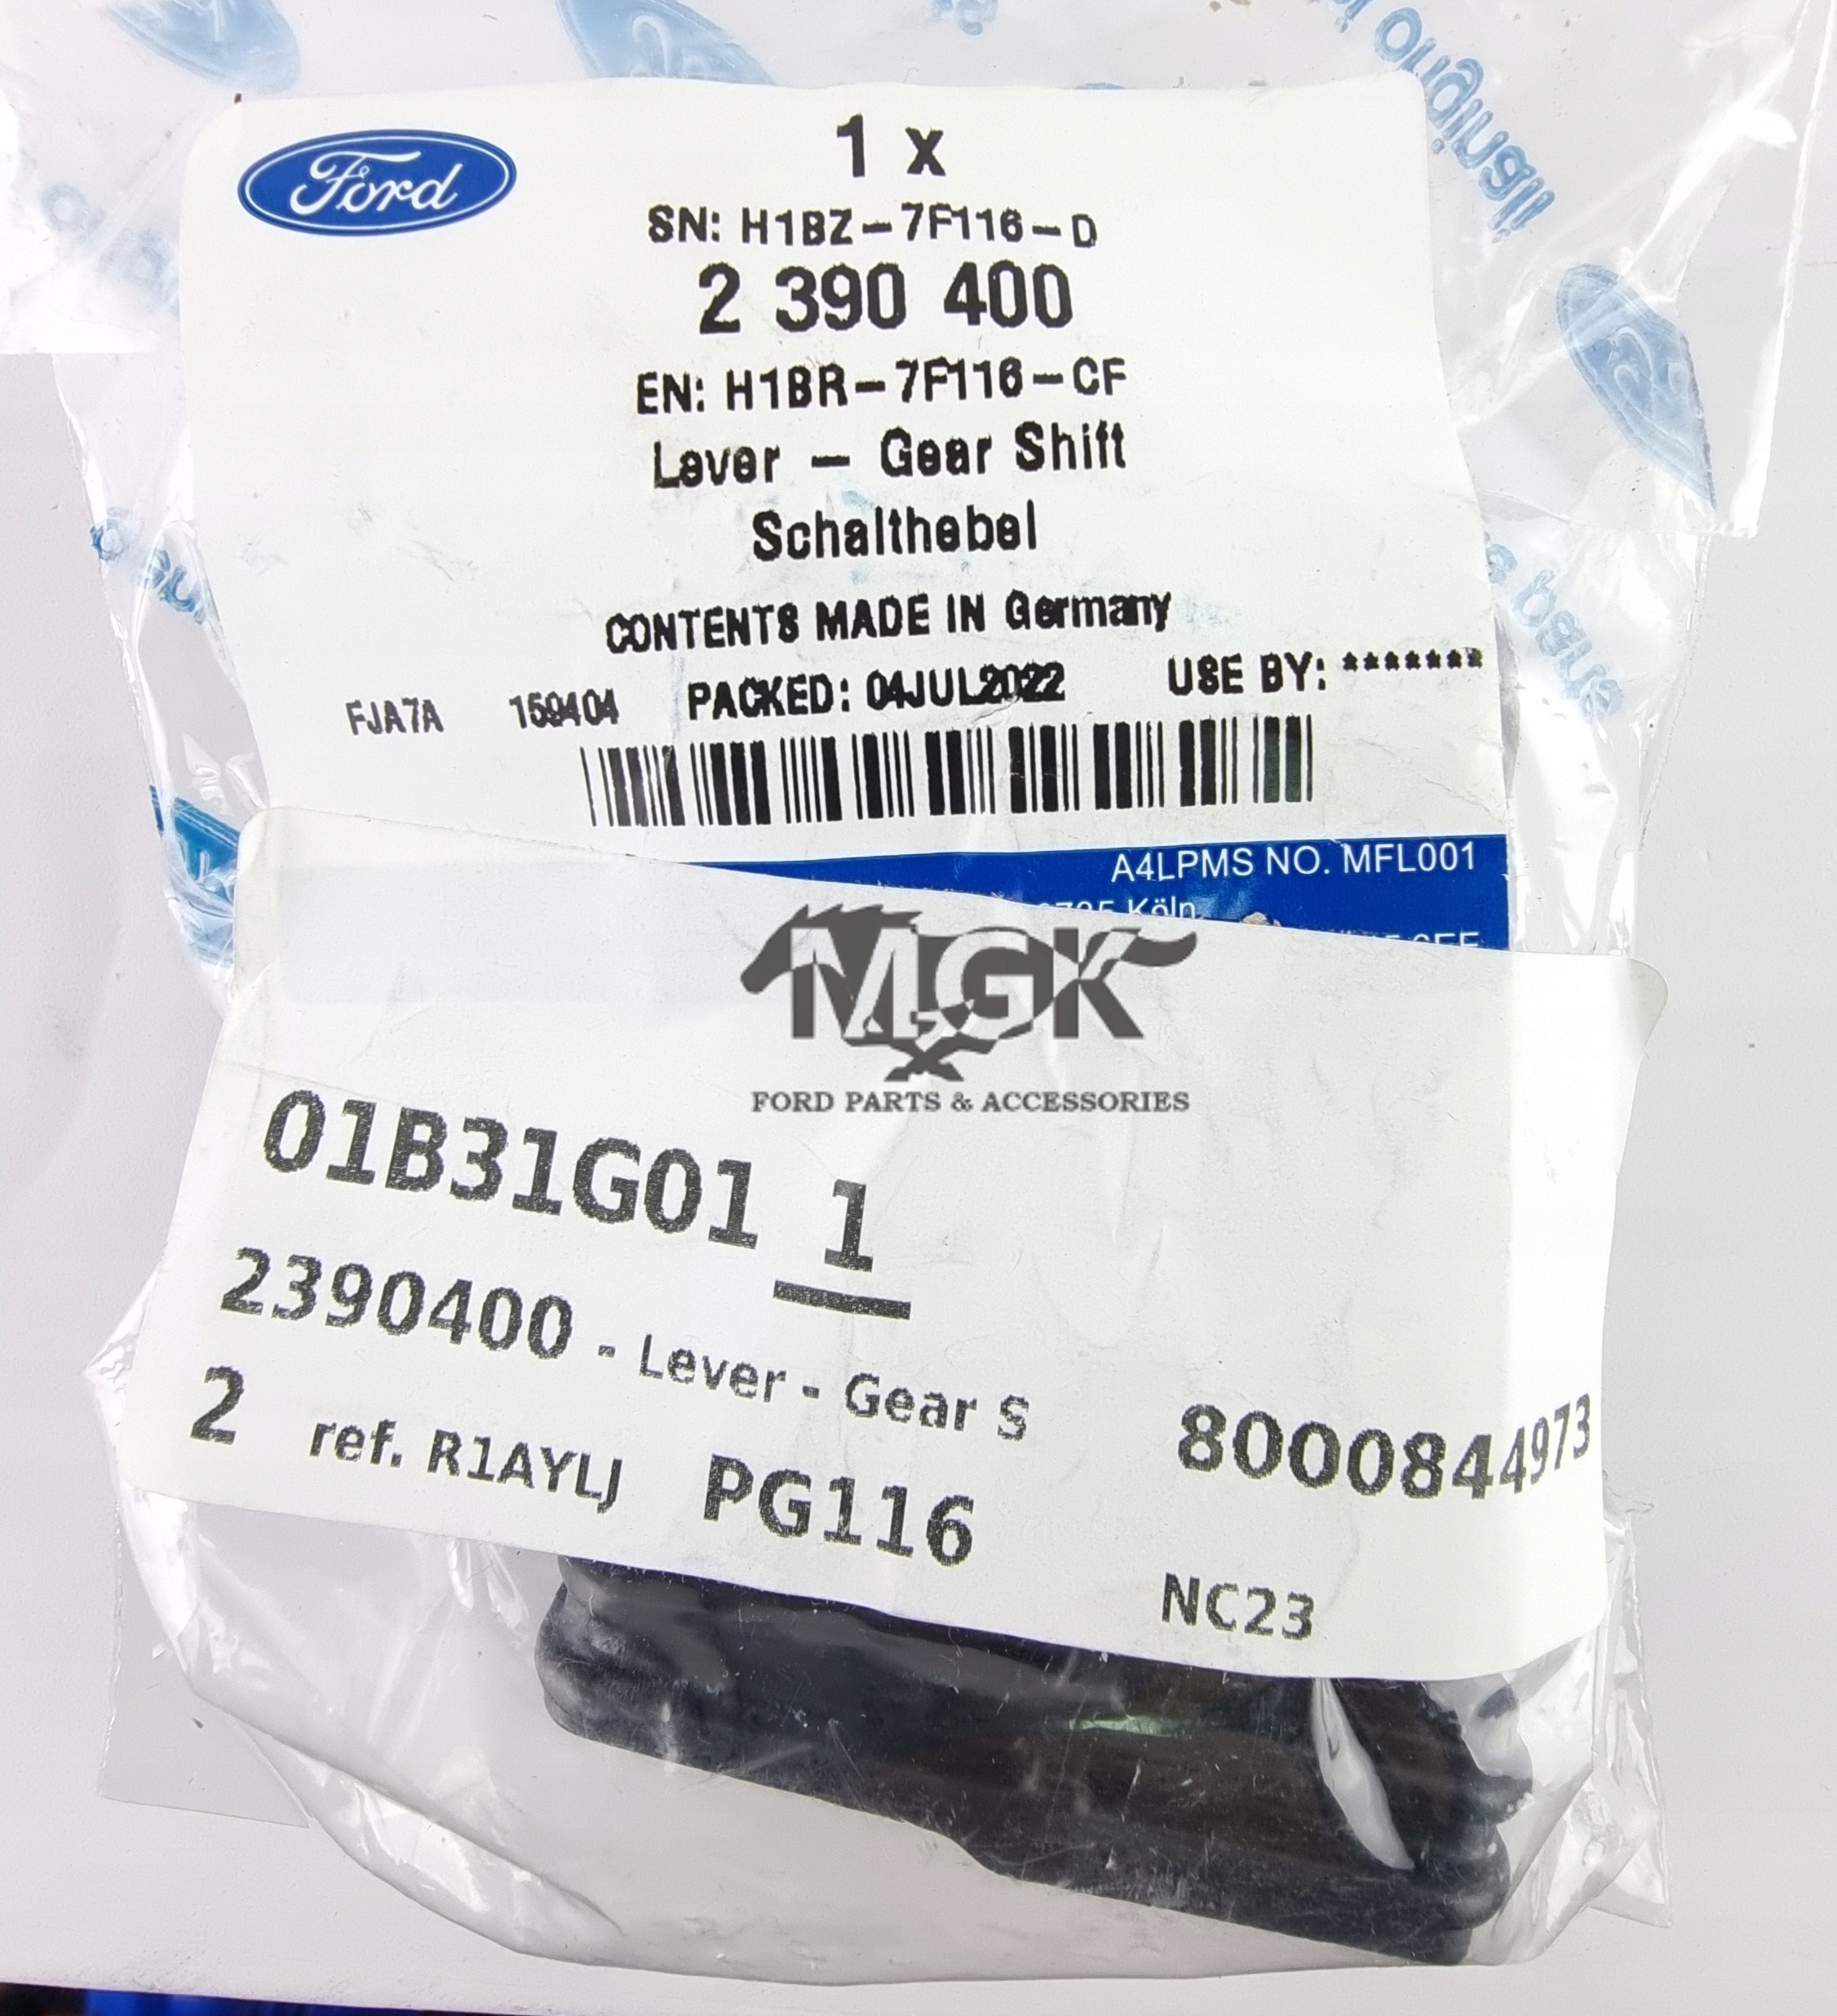 Ford
1 x
SN: H1BZ-7F116-D
2 390 400
EN: H1BR-7F116-CF
Lever - Gear Shift
Schalthebel
CONTENTS MADE IN Germany
FJA7A 159404 PACKED: 04JUL2022 USE BY: *******
A4LPMS NO. MFL001
Köln
MGK
FORD PARTS & ACCESSORIES
01B31G01 1
2390400 - Lever - Gear S
2 ref. R1AYLJ PG116 8000844973
NC23